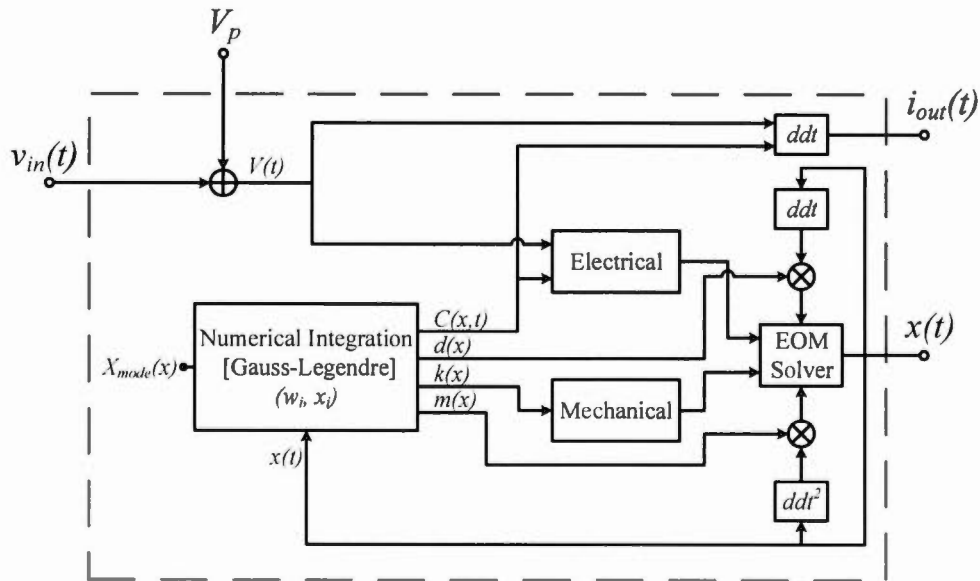 V_p
i_out(t)
v_in(t)
V(t)
ddt
ddt
Electrical
C(x,t)
Numerical Integration
[Gauss-Legendre]
(w_i, x_i)
d(x)
k(x)
m(x)
X_mode(x)
EOM
Solver
x(t)
Mechanical
x(t)
ddt²